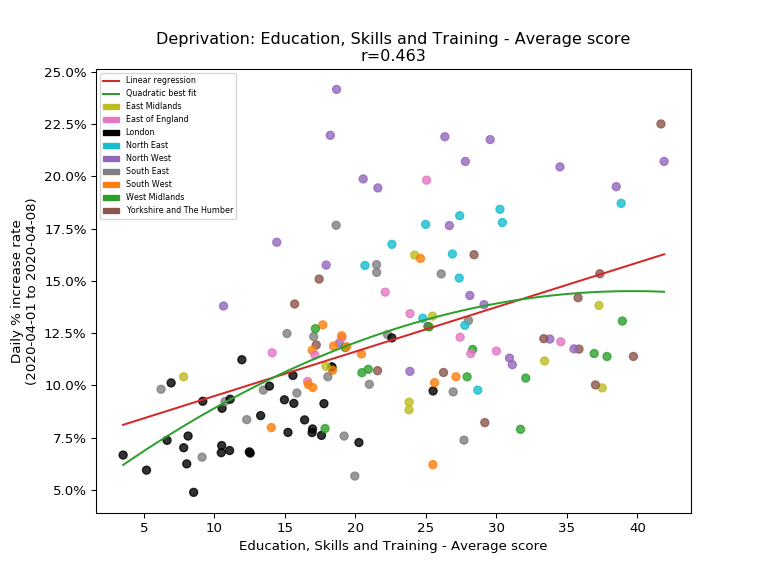 Deprivation: Education, Skills and Training - Average score
r=0.463
25.0%
22.5%
20.0%
17.5%
15.0%
12.5%
10.0%
7.5%
5.0%
Daily % increase rate
(2020-04-01 to 2020-04-08)
Linear regression
Quadratic best fit
East Midlands
East of England
London
North East
North West
South East
South West
West Midlands
Yorkshire and The Humber
5 10 15 20 25 30 35 40
Education, Skills and Training - Average score